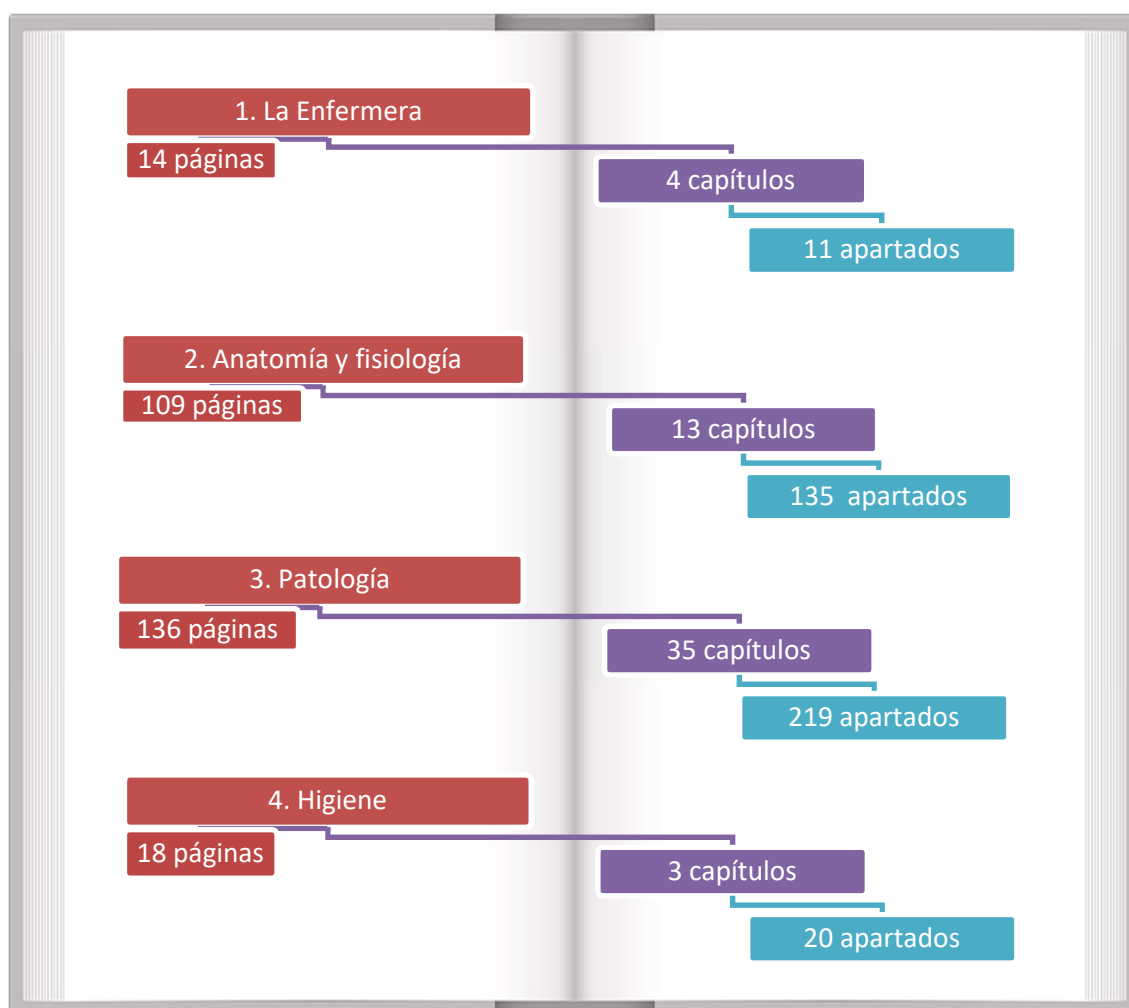 1. La Enfermera
14 páginas
4 capítulos
11 apartados
2. Anatomía y fisiología
109 páginas
13 capítulos
135 apartados
3. Patología
136 páginas
35 capítulos
219 apartados
4. Higiene
18 páginas
3 capítulos
20 apartados